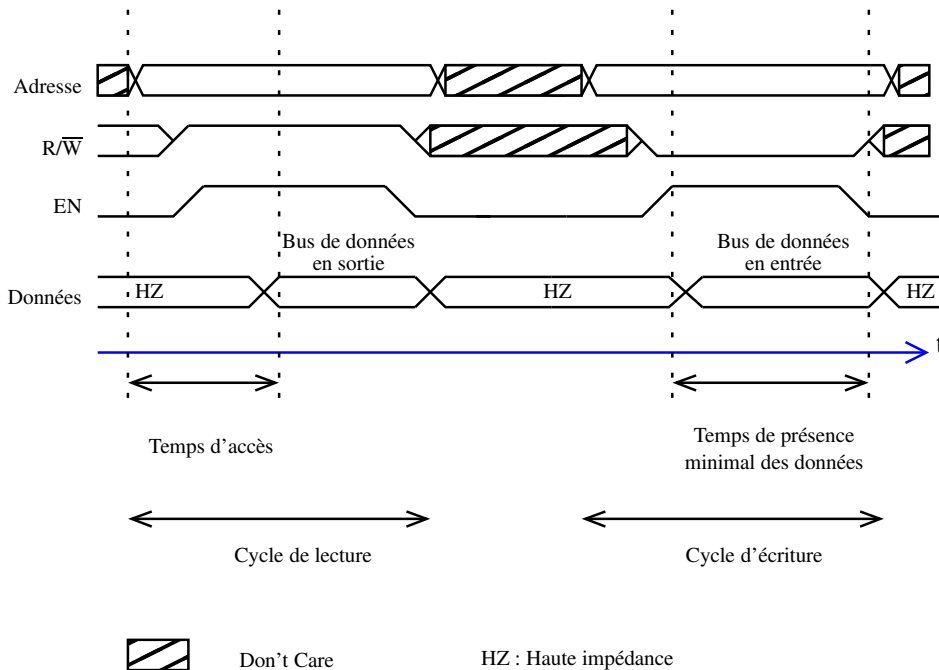 Adresse
R/W̅
EN
Bus de données
en sortie
Bus de données
en entrée
Données
HZ
HZ
HZ
t
Temps d'accès
Temps de présence
minimal des données
Cycle de lecture
Cycle d'écriture
Don't Care
HZ : Haute impédance